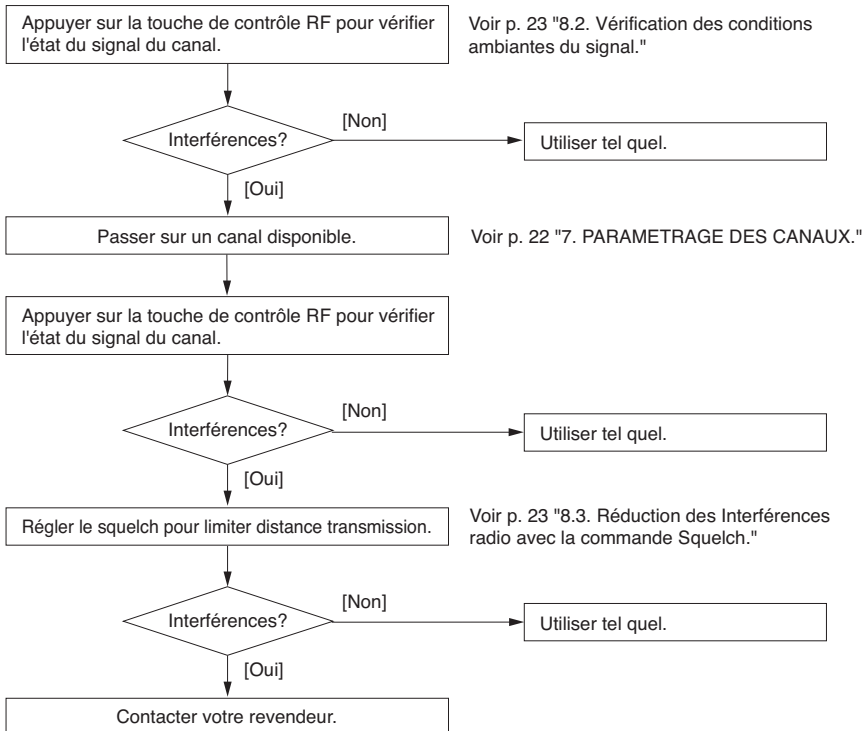 Appuyer sur la touche de contrôle RF pour vérifier
l'état du signal du canal.
Voir p. 23 "8.2. Vérification des conditions
ambiantes du signal."
Interférences?
[Non]
Utiliser tel quel.
[Oui]
Passer sur un canal disponible.
Voir p. 22 "7. PARAMETRAGE DES CANAUX."
Appuyer sur la touche de contrôle RF pour vérifier
l'état du signal du canal.
Interférences?
[Non]
Utiliser tel quel.
[Oui]
Régler le squelch pour limiter distance transmission.
Voir p. 23 "8.3. Réduction des Interférences
radio avec la commande Squelch."
Interférences?
[Non]
Utiliser tel quel.
[Oui]
Contacter votre revendeur.